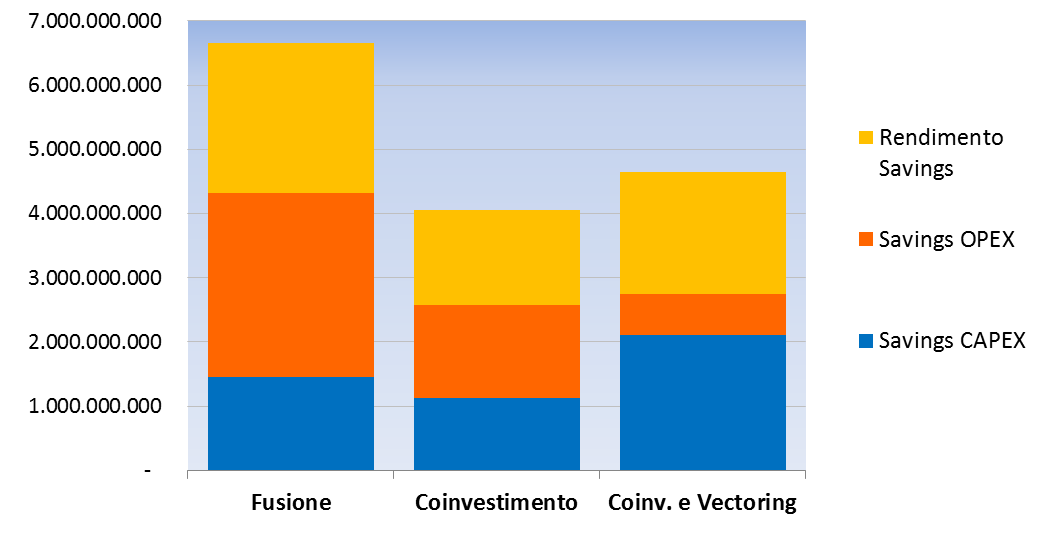 7.000.000.000
6.000.000.000
5.000.000.000
4.000.000.000
3.000.000.000
2.000.000.000
1.000.000.000
-
Fusione
Coinvestimento
Coinv. e Vectoring
Rendimento
Savings
Savings OPEX
Savings CAPEX